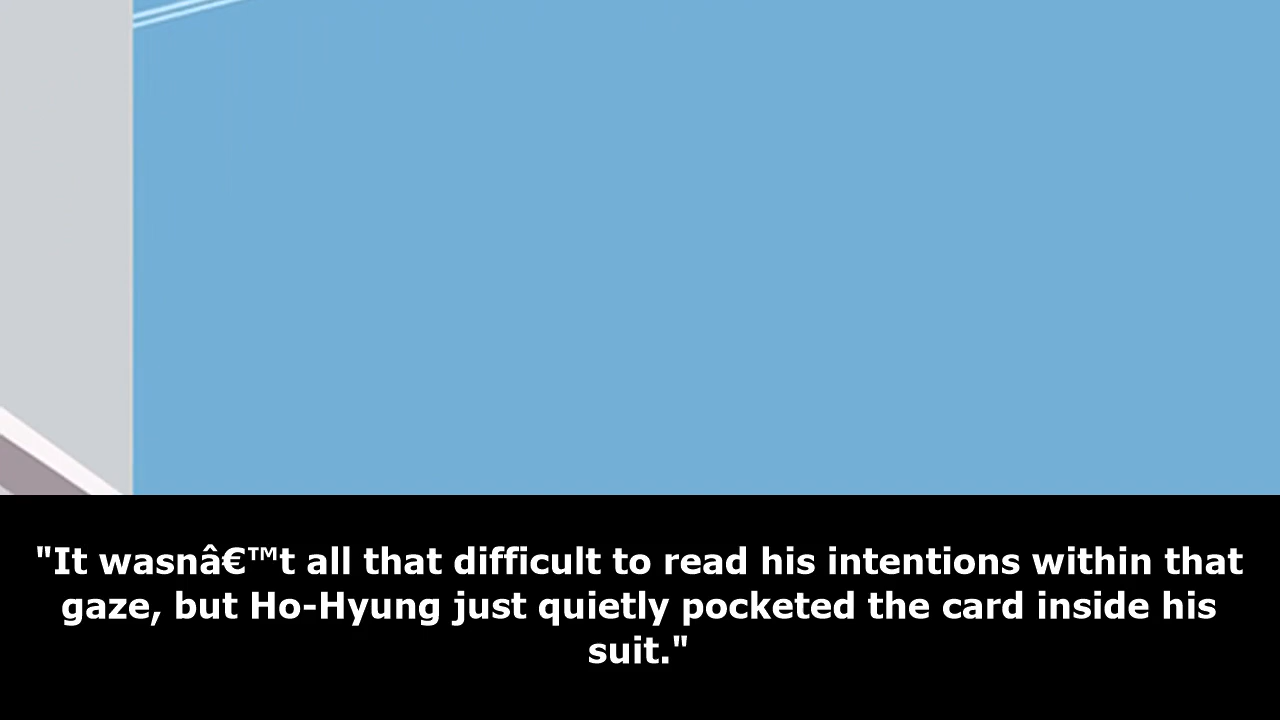 "It wasnâ€™t all that difficult to read his intentions within that
gaze, but Ho-Hyung just quietly pocketed the card inside his
suit."